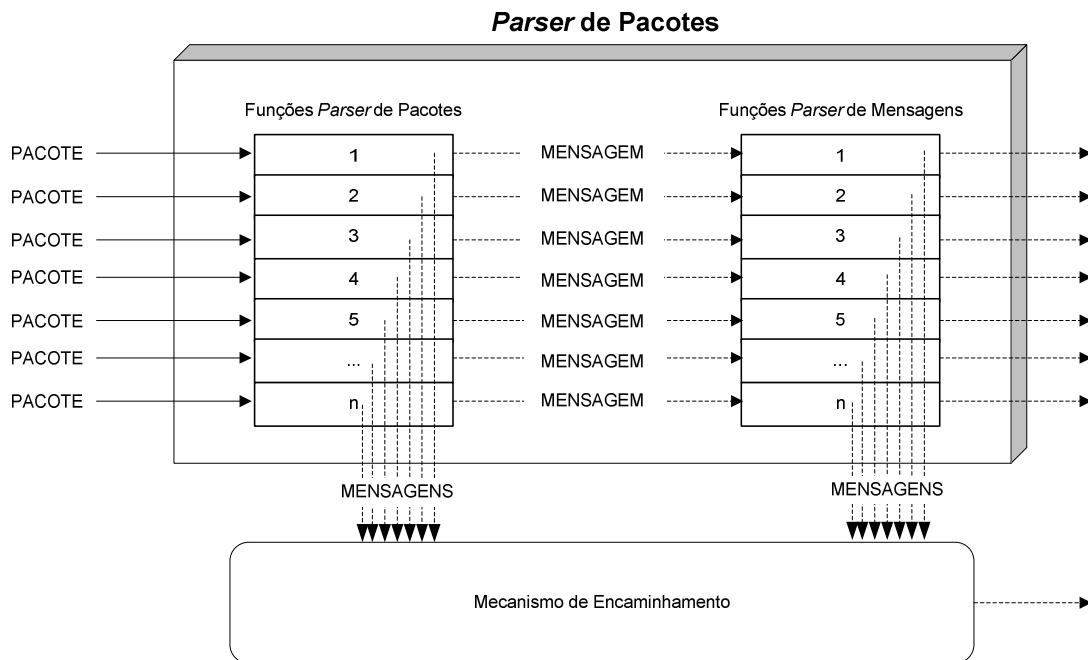 Parser de Pacotes
Funções Parser de Pacotes
Funções Parser de Mensagens
PACOTE
1
MENSAGEM
1
PACOTE
2
MENSAGEM
2
PACOTE
3
MENSAGEM
3
PACOTE
4
MENSAGEM
4
PACOTE
5
MENSAGEM
5
PACOTE
...
MENSAGEM
...
PACOTE
n
MENSAGEM
n
MENSAGENS
MENSAGENS
Mecanismo de Encaminhamento